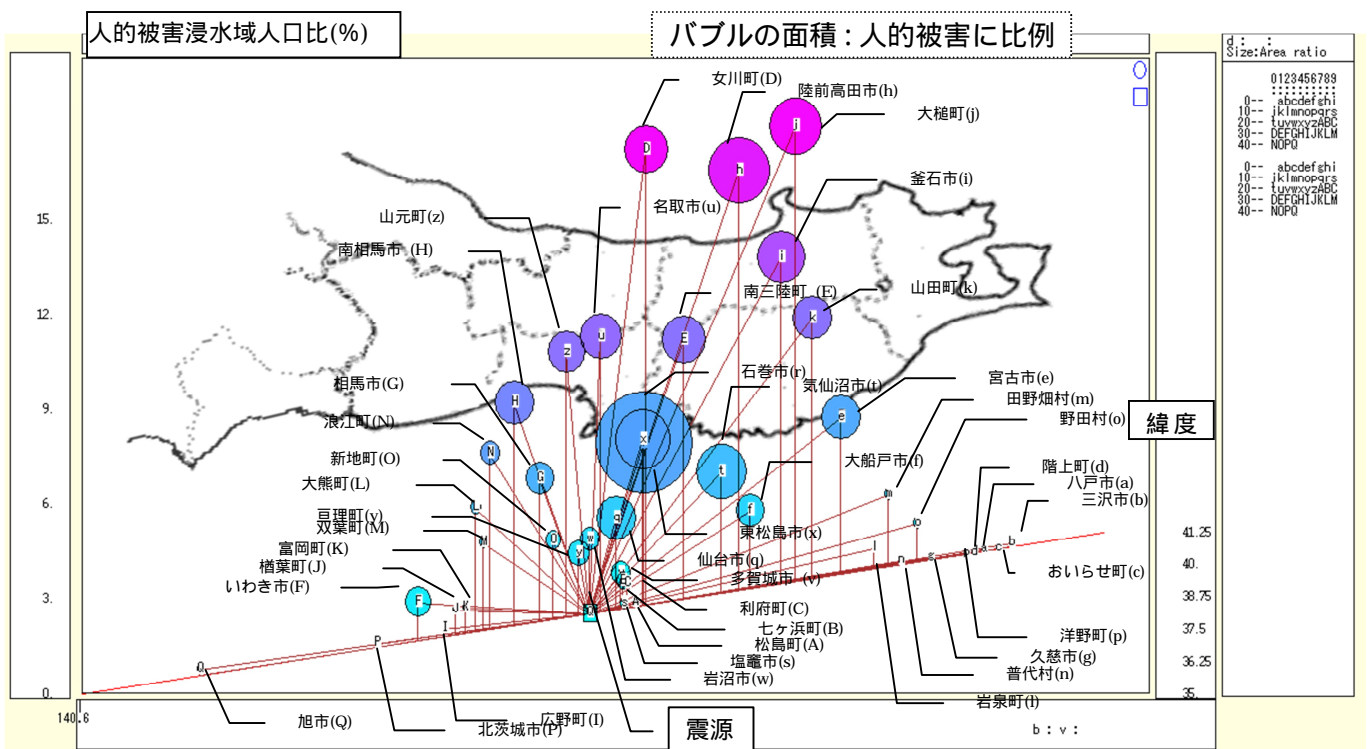 人的被害浸水域人口比(%)
バブルの面積:人的被害に比例
d : :
Size:Area ratio
0123456789
0-- abcdefghi
10-- jklmnopqrs
20-- tuvwxyzABC
30-- DEFGHIJKLM
40-- NOPQ
0-- abcdefghi
10-- jklmnopqrs
20-- tuvwxyzABC
30-- DEFGHIJKLM
40-- NOPQ
女川町(D)
陸前高田市(h)
大槌町(j)
釜石市(i)
名取市(u)
山元町(z)
南相馬市 (H)
南三陸町 (E)
山田町(k)
石巻市(r)
気仙沼市(t)
宮古市(e)
田野畑村(m)
野田村(o)
相馬市(G)
浪江町(N)
新地町(O)
大熊町(L)
亘理町(y)
双葉町(M)
富岡町(K)
楢葉町(J)
いわき市(F)
大船戸市(f)
階上町(d)
八戸市(a)
三沢市(b)
東松島市(x)
仙台市(q)
多賀城市 (v)
利府町(C)
七ヶ浜町(B)
松島町(A)
塩竈市(s)
岩沼市(w)
おいらせ町(c)
洋野町(p)
久慈市(g)
普代村(n)
岩泉町(l)
旭市(Q)
北茨城市(P)
広野町(I)
震源
緯度
15.
12.
9.
6.
3.
0.
140.6
41.25
40.
38.75
37.5
36.25
35.
b : v :
D
h
j
i
k
u
z
E
H
x
e
N
G
t
f
q
m
o
L
M
O
y
w
F
J
K
I
P
Q
s
A
l
n
g
p
d
a
c
b